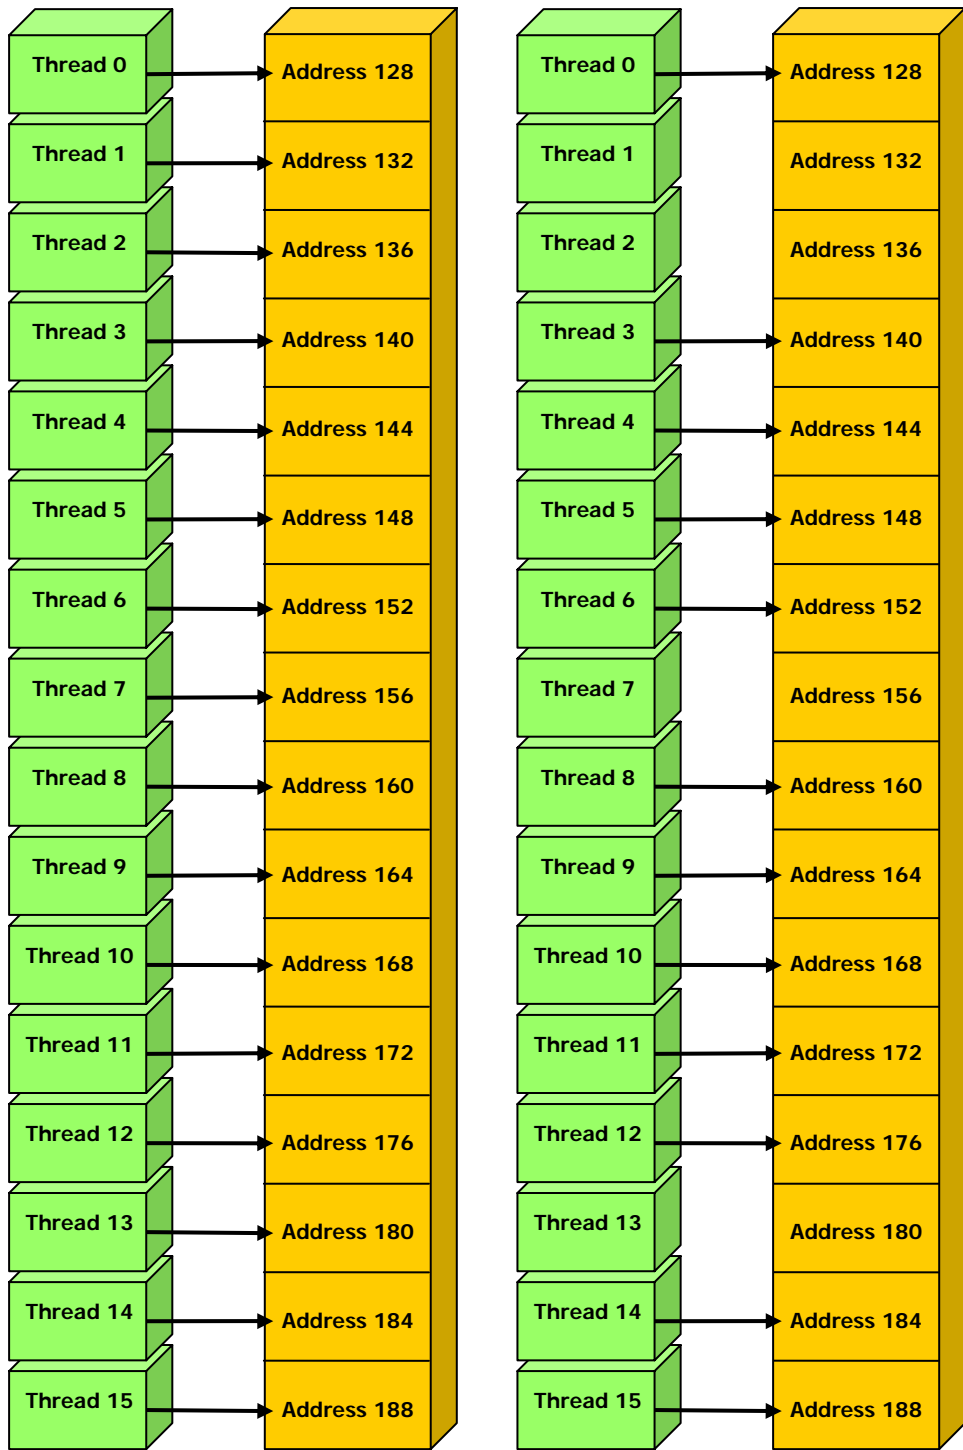 Thread 0
Address 128
Thread 1
Address 132
Thread 2
Address 136
Thread 3
Address 140
Thread 4
Address 144
Thread 5
Address 148
Thread 6
Address 152
Thread 7
Address 156
Thread 8
Address 160
Thread 9
Address 164
Thread 10
Address 168
Thread 11
Address 172
Thread 12
Address 176
Thread 13
Address 180
Thread 14
Address 184
Thread 15
Address 188
Thread 0
Address 128
Thread 1
Address 132
Thread 2
Address 136
Thread 3
Address 140
Thread 4
Address 144
Thread 5
Address 148
Thread 6
Address 152
Thread 7
Address 156
Thread 8
Address 160
Thread 9
Address 164
Thread 10
Address 168
Thread 11
Address 172
Thread 12
Address 176
Thread 13
Address 180
Thread 14
Address 184
Thread 15
Address 188